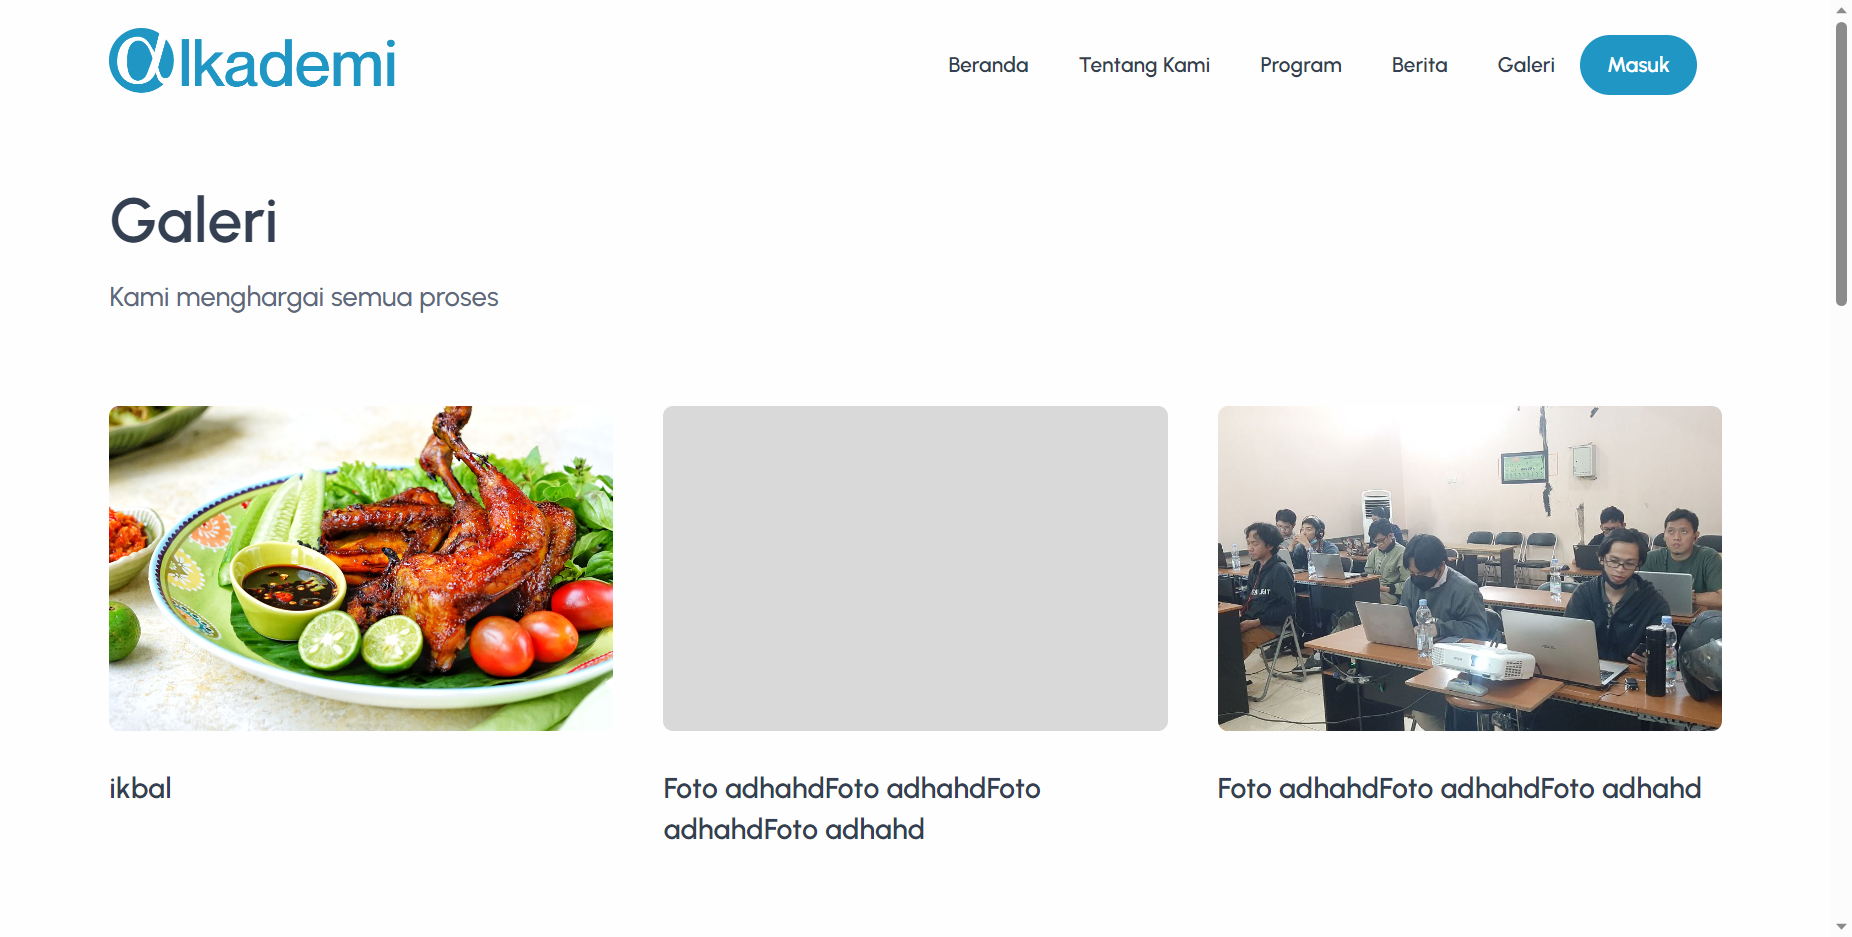 αlkademi
Beranda
Tentang Kami
Program
Berita
Galeri
Masuk
Galeri
Kami menghargai semua proses
ikbal
Foto adhahdFoto adhahdFoto
adhahdFoto adhahd
Foto adhahdFoto adhahdFoto adhahd